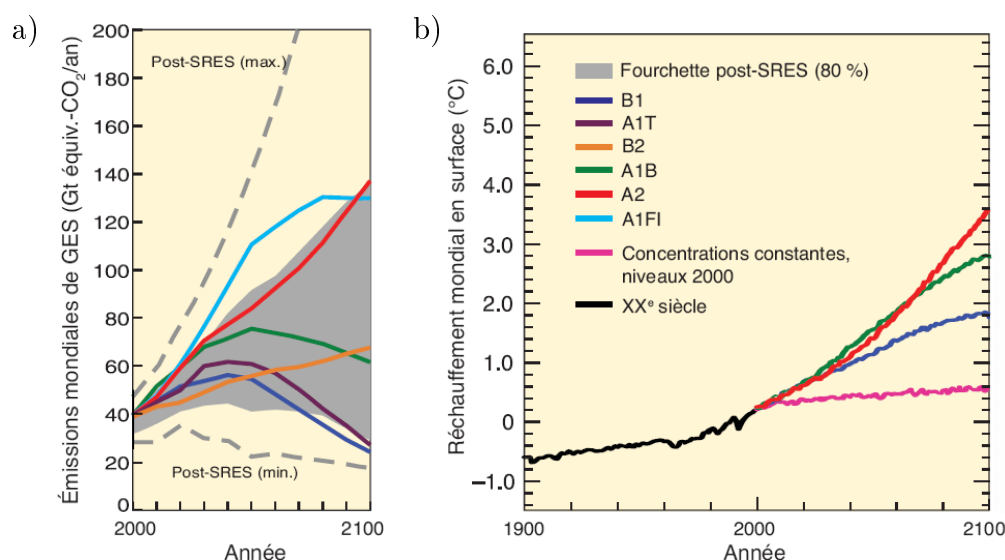 a)
Émissions mondiales de GES (Gt équiv.-CO₂/an)
200
180
160
140
120
100
80
60
40
20
0
Post-SRES (max.)
Post-SRES (min.)
2000
2100
Année
b)
Réchauffement mondial en surface (°C)
6.0
5.0
4.0
3.0
2.0
1.0
0
−1.0
Fourchette post-SRES (80 %)
B1
A1T
B2
A1B
A2
A1FI
Concentrations constantes,
niveaux 2000
XXᵉ siècle
1900
2000
2100
Année